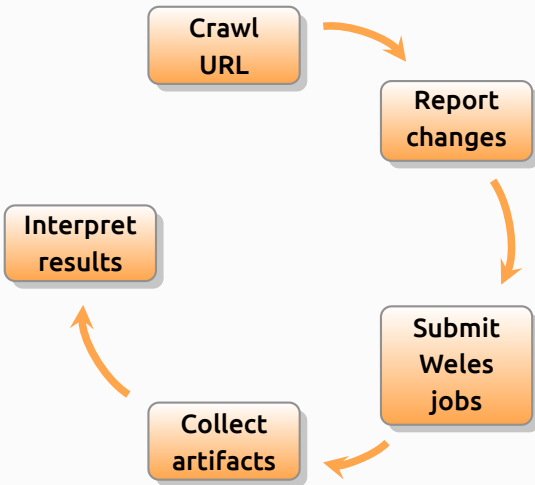 Crawl
URL
Report
changes
Submit
Weles
jobs
Collect
artifacts
Interpret
results